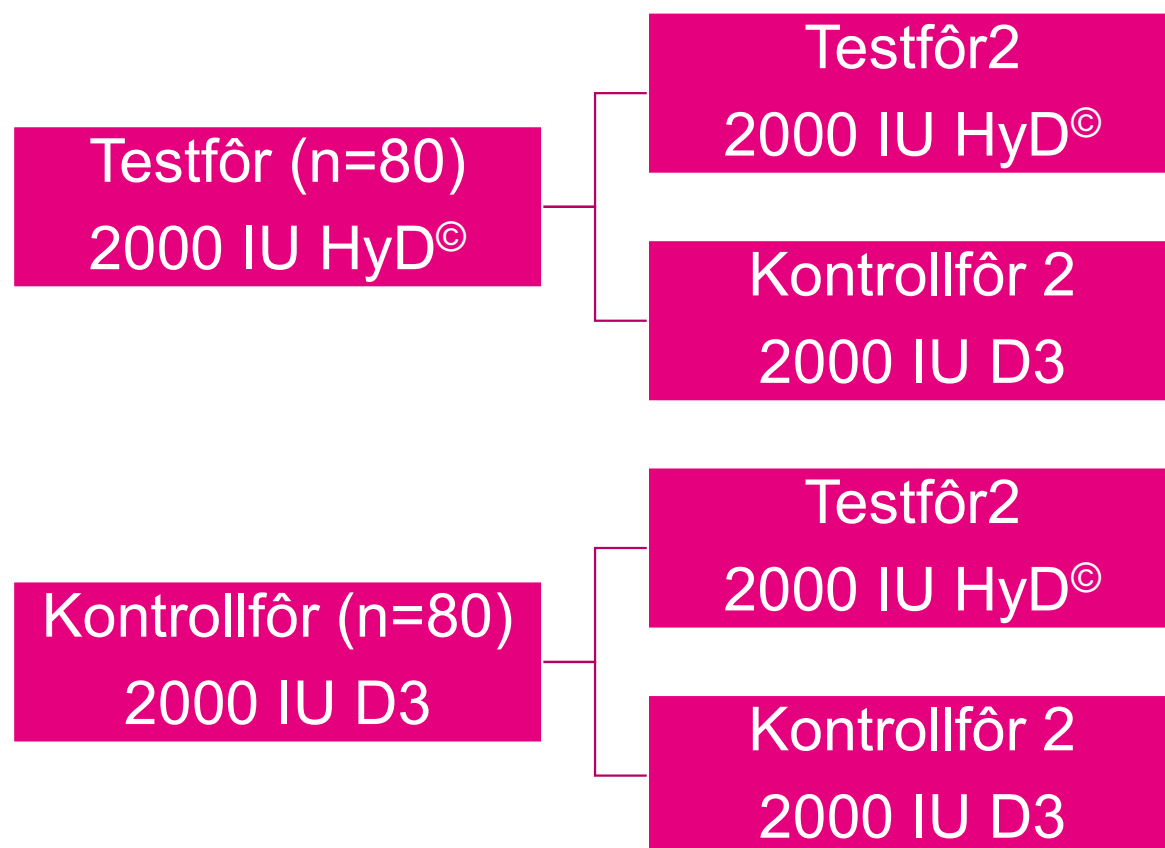 Testfôr (n=80)
2000 IU HyD©
Testfôr2
2000 IU HyD©
Kontrollfôr 2
2000 IU D3
Kontrollfôr (n=80)
2000 IU D3
Testfôr2
2000 IU HyD©
Kontrollfôr 2
2000 IU D3